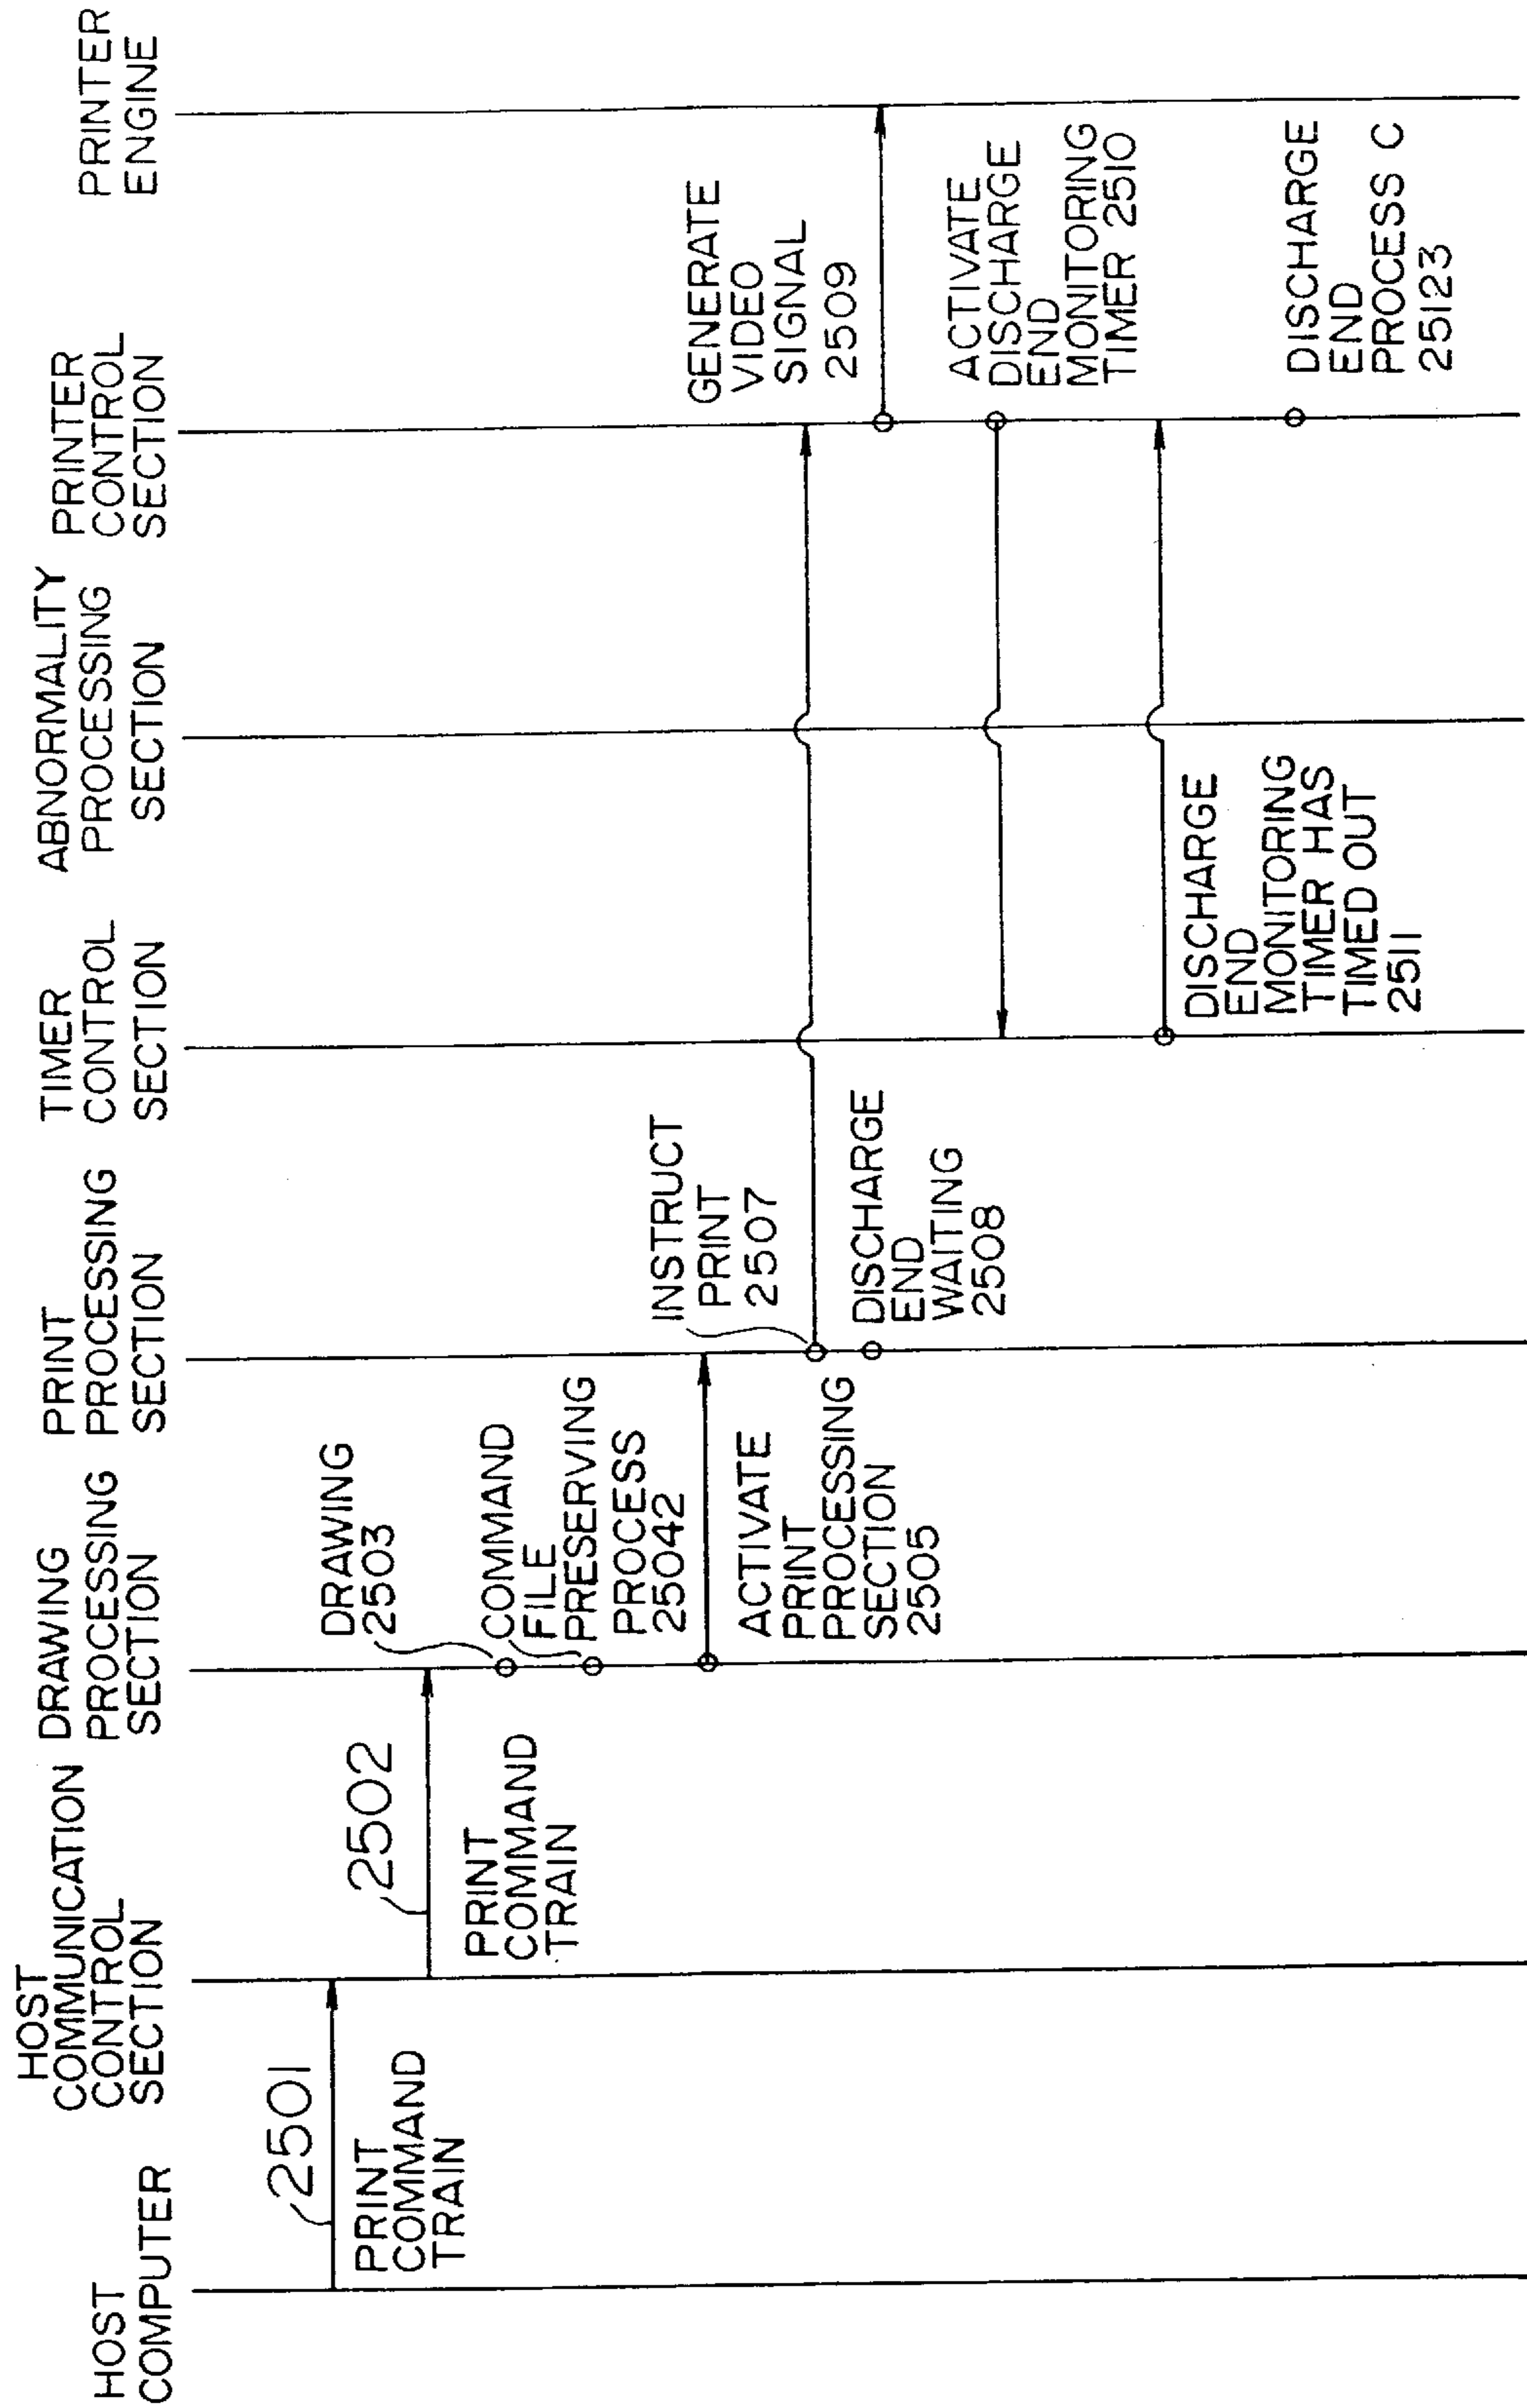 HOST
COMPUTER
HOST
COMMUNICATION
CONTROL
SECTION
DRAWING
PROCESSING
SECTION
PRINT
PROCESSING
SECTION
TIMER
CONTROL
SECTION
ABNORMALITY
PROCESSING
SECTION
PRINTER
CONTROL
SECTION
PRINTER
ENGINE
2501
PRINT
COMMAND
TRAIN
2502
PRINT
COMMAND
TRAIN
DRAWING
2503
COMMAND
FILE
PRESERVING
PROCESS
25042
ACTIVATE
PRINT
PROCESSING
SECTION
2505
INSTRUCT
PRINT
2507
DISCHARGE
END
WAITING
2508
GENERATE
VIDEO
SIGNAL
2509
ACTIVATE
DISCHARGE
END
MONITORING
TIMER 2510
DISCHARGE
END
MONITORING
TIMER HAS
TIMED OUT
2511
DISCHARGE
END
PROCESS C
25123